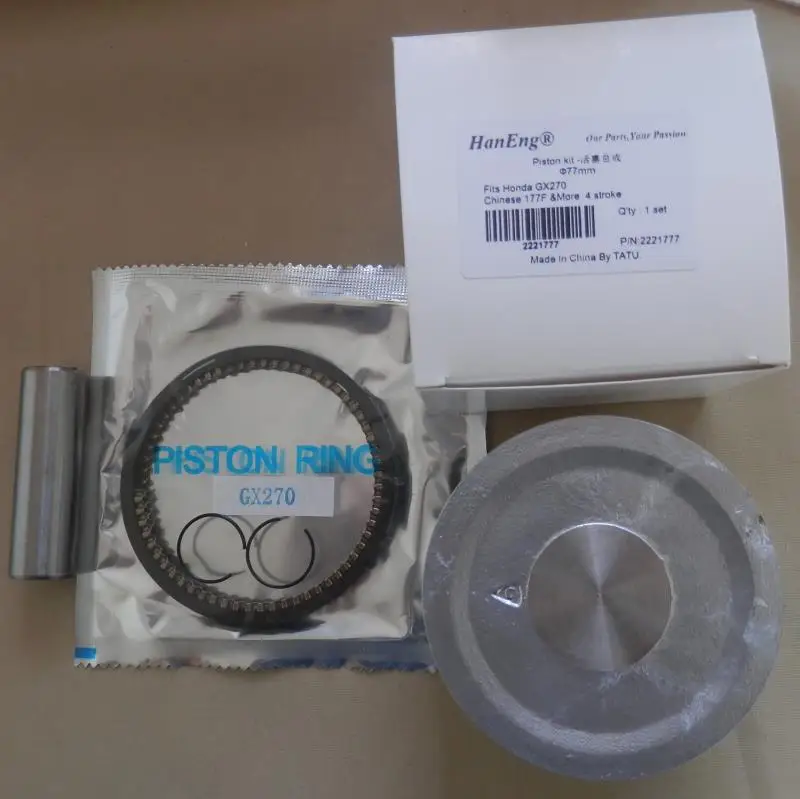 HanEng® Our Parts,Your Passion
Piston kit -活塞总成
Φ77mm
Fits Honda GX270
Chinese 177F &More 4 stroke
Q'ty : 1 set
2221777 P/N:2221777
Made In China By TATU.
PISTON RING
GX270